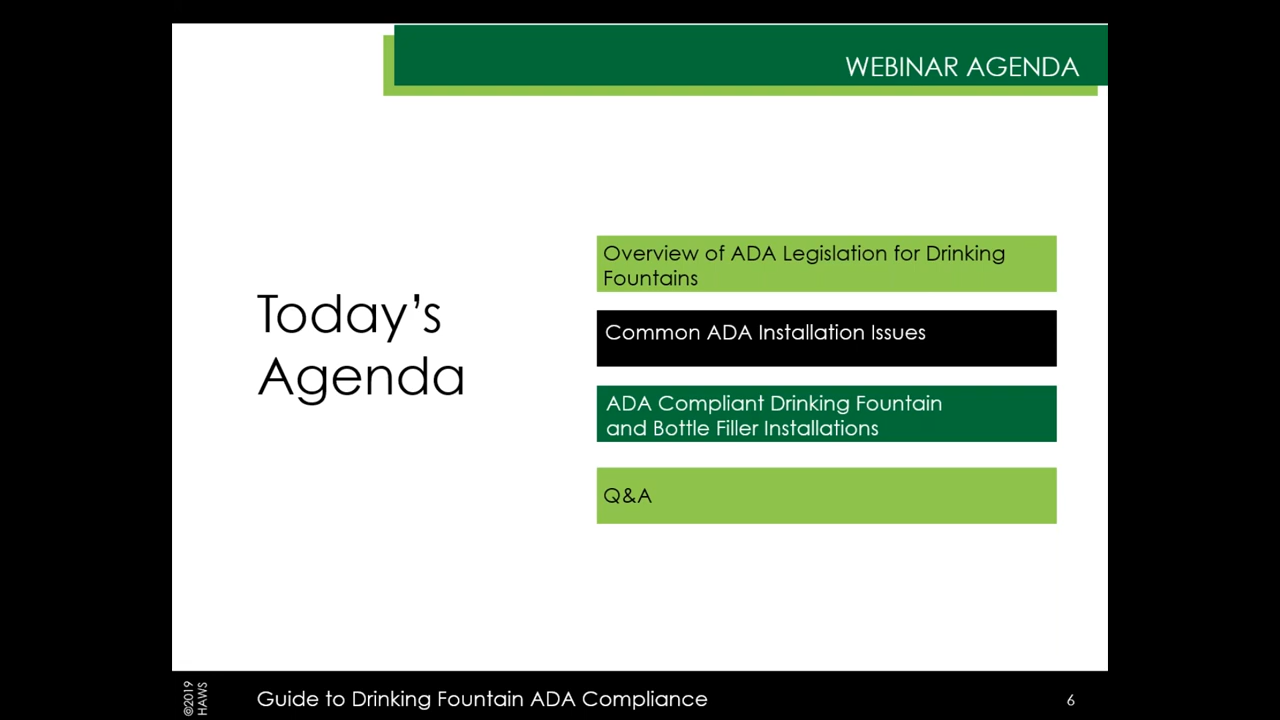 WEBINAR AGENDA
Today’s
Agenda
Overview of ADA Legislation for Drinking
Fountains
Common ADA Installation Issues
ADA Compliant Drinking Fountain
and Bottle Filler Installations
Q&A
©2019
HAWS
Guide to Drinking Fountain ADA Compliance
6